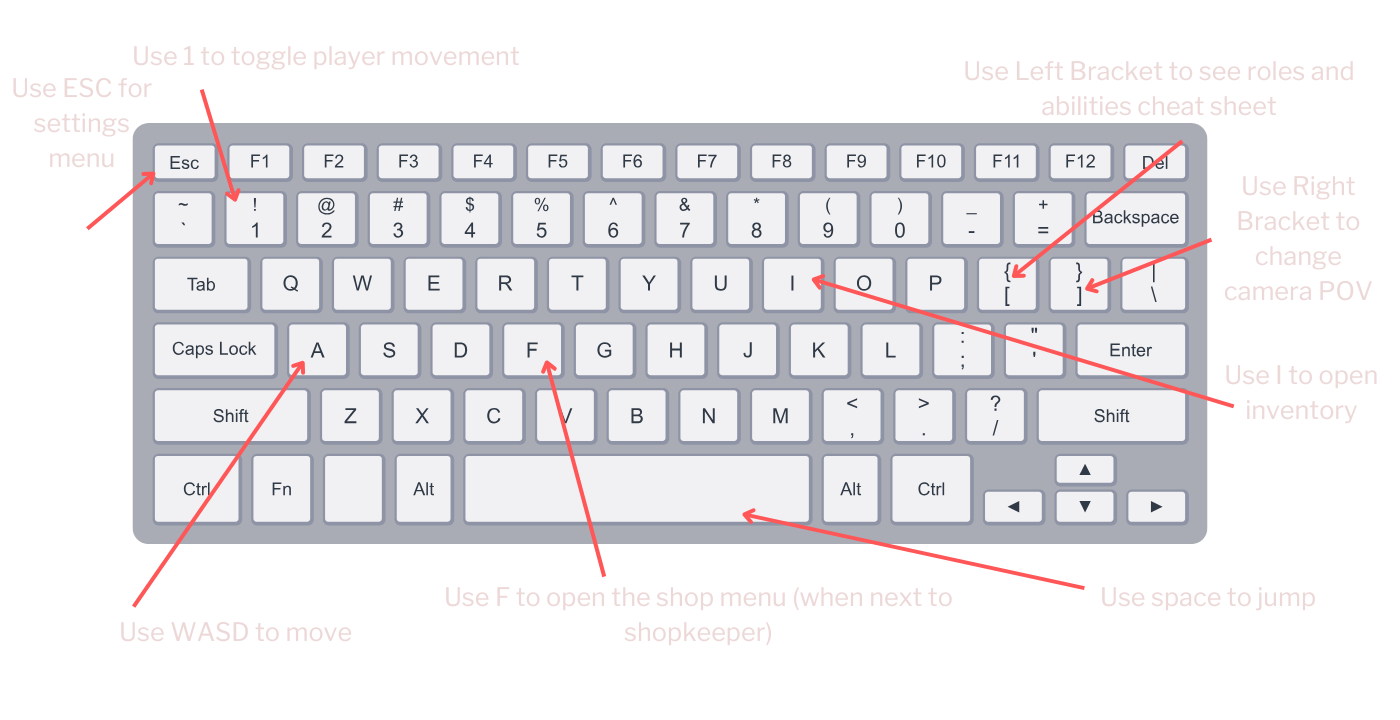 Use 1 to toggle player movement
Use ESC for
settings
menu
Use Left Bracket to see roles and
abilities cheat sheet
Esc F1 F2 F3 F4 F5 F6 F7 F8 F9 F10 F11 F12 Del
~ ! @ # $ % ^ & * ( ) _ +
` 1 2 3 4 5 6 7 8 9 0 - = Backspace
Use Right
Bracket to
change
camera POV
Tab Q W E R T Y U I O P { } |
[ ] \
Caps Lock A S D F G H J K L : " Enter
; '
Use I to open
inventory
Shift Z X C V B N M < > ? Shift
, . /
Ctrl Fn Alt Alt Ctrl ▲
◀ ▼ ▶
Use WASD to move
Use F to open the shop menu (when next to
shopkeeper)
Use space to jump